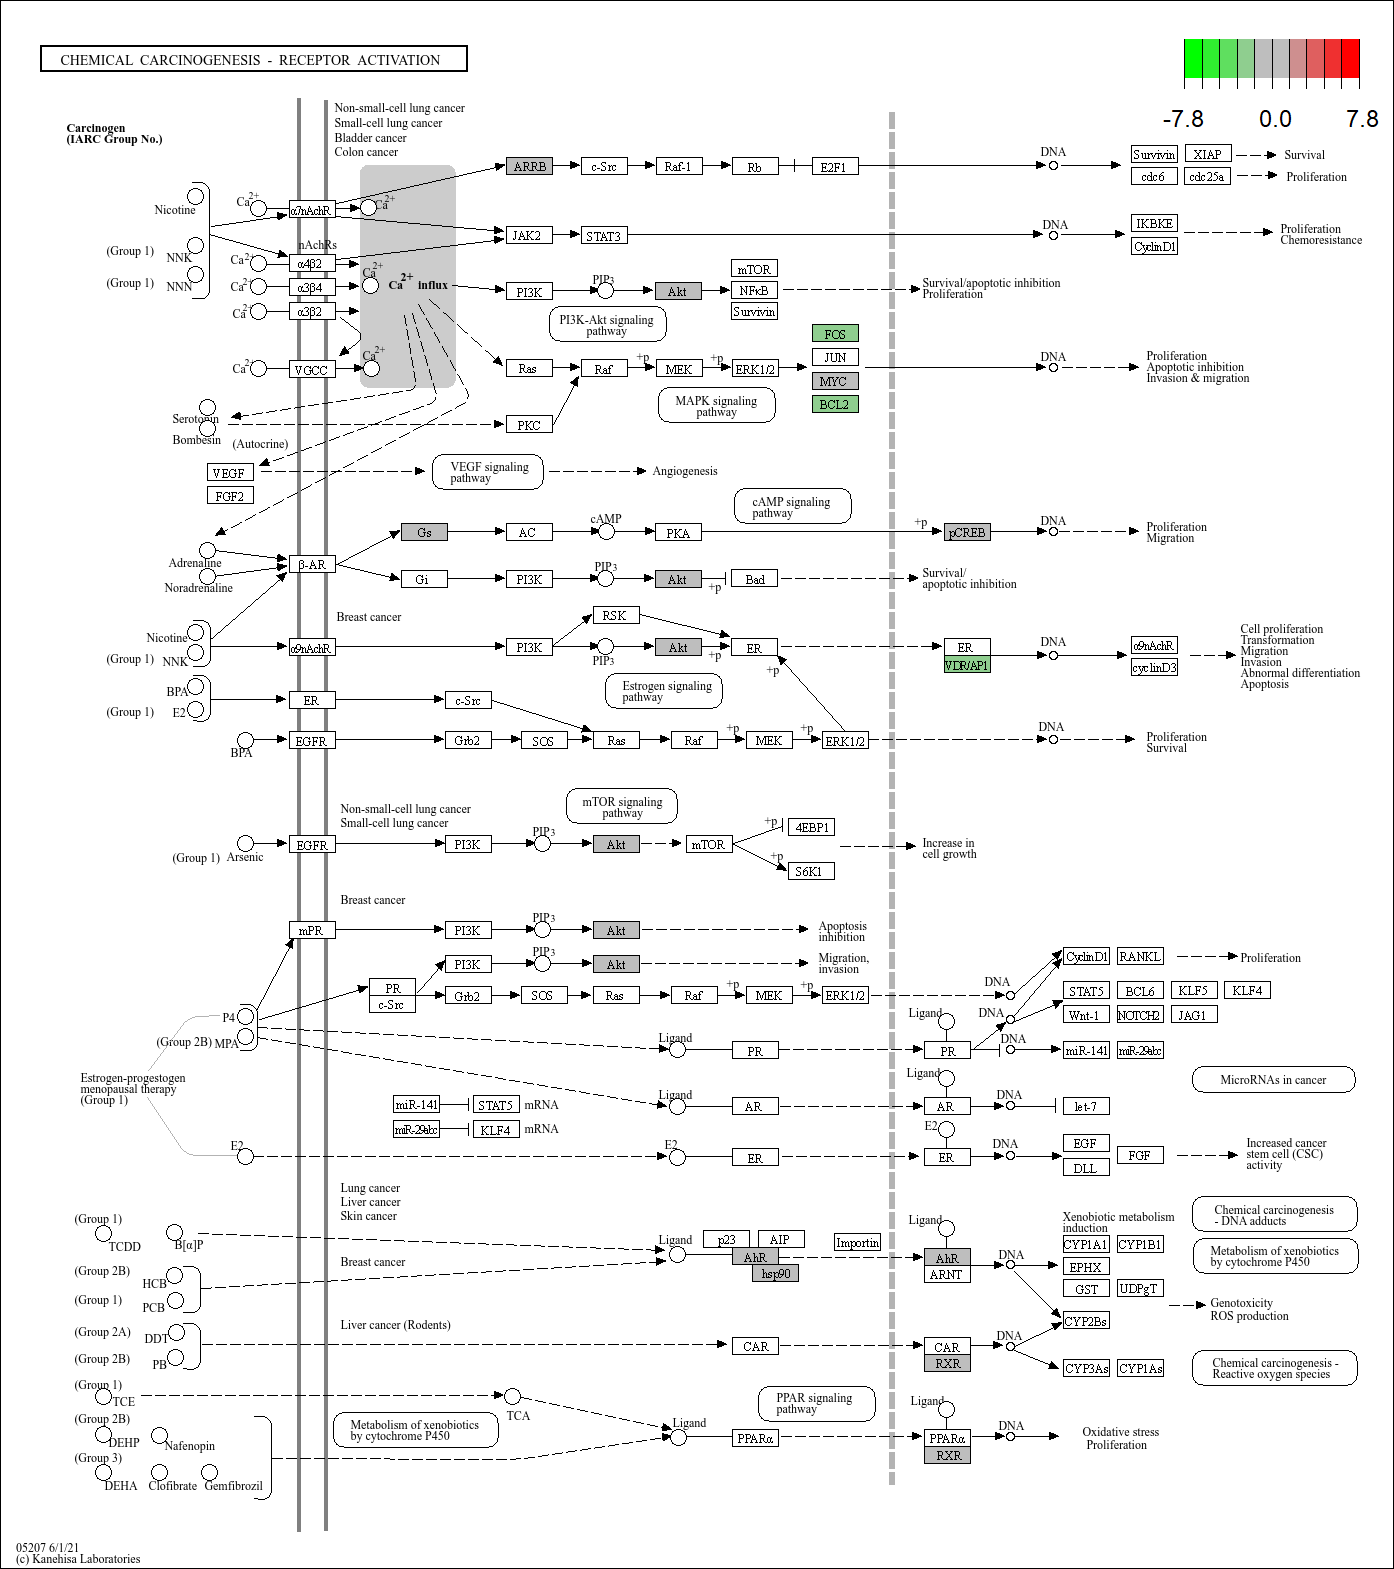 CHEMICAL CARCINOGENESIS - RECEPTOR ACTIVATION
-7.8 0.0 7.8
Carcinogen
(IARC Group No.)
Non-small-cell lung cancer
Small-cell lung cancer
Bladder cancer
Colon cancer
ARRB c-Src Raf-1 Rb E2F1 DNA
Survivin XIAP Survival
cdc6 cdc25a Proliferation
Nicotine Ca2+ α7nAchR Ca2+
JAK2 STAT3 DNA
IKBKE
CyclinD1
Proliferation
Chemoresistance
(Group 1) NNK
(Group 1) NNN
nAchRs
Ca2+ α4β2 Ca2+
Ca2+ α3β4
Ca2+ α3β2
Ca2+ influx
PI3K PIP3 Akt
mTOR
NFκB
Survivin
Survival/apoptotic inhibition
Proliferation
PI3K-Akt signaling
pathway
Ca2+ VGCC Ca2+
Ras Raf +p MEK +p ERK1/2
FOS
JUN
MYC
BCL2
DNA
Proliferation
Apoptotic inhibition
Invasion & migration
MAPK signaling
pathway
Serotonin
Bombesin
(Autocrine)
PKC
VEGF
FGF2
VEGF signaling
pathway
Angiogenesis
cAMP signaling
pathway
Gs AC cAMP PKA +p pCREB DNA
Proliferation
Migration
Adrenaline
Noradrenaline
β-AR
Gi PI3K PIP3 Akt +p Bad
Survival/
apoptotic inhibition
Breast cancer
RSK
Nicotine
(Group 1) NNK
α9nAchR PI3K PIP3 Akt +p ER
ER
VDR/AP1
DNA
α9nAchR
cyclinD3
Cell proliferation
Transformation
Migration
Invasion
Abnormal differentiation
Apoptosis
+p
Estrogen signaling
pathway
BPA
(Group 1) E2
ER c-Src
BPA EGFR Grb2 SOS Ras Raf +p MEK +p ERK1/2 DNA
Proliferation
Survival
Non-small-cell lung cancer
Small-cell lung cancer
mTOR signaling
pathway
(Group 1) Arsenic EGFR PI3K PIP3 Akt mTOR
+p 4EBP1
+p S6K1
Increase in
cell growth
Breast cancer
mPR PI3K PIP3 Akt
Apoptosis
inhibition
PI3K PIP3 Akt
Migration,
invasion
PR
c-Src
Grb2 SOS Ras Raf +p MEK +p ERK1/2 DNA
CyclinD1 RANKL Proliferation
STAT5 BCL6 KLF5 KLF4
Wnt-1 NOTCH2 JAG1
P4
(Group 2B) MPA
Ligand PR Ligand PR DNA DNA
miR-141 miR-29abc
Estrogen-progestogen
menopausal therapy
(Group 1)
MicroRNAs in cancer
miR-141 STAT5 mRNA
miR-29abc KLF4 mRNA
Ligand AR Ligand AR DNA let-7
E2 E2 ER E2 ER DNA
EGF
DLL
FGF
Increased cancer
stem cell (CSC)
activity
Lung cancer
Liver cancer
Skin cancer
(Group 1) TCDD B[α]P
Ligand
p23 AIP
AhR
hsp90
Importin
Ligand
AhR
ARNT
DNA
Xenobiotic metabolism
induction
CYP1A1 CYP1B1
EPHX
GST UDPgT
CYP2Bs
Chemical carcinogenesis
- DNA adducts
Metabolism of xenobiotics
by cytochrome P450
Genotoxicity
ROS production
(Group 2B) HCB
(Group 1) PCB
Breast cancer
(Group 2A) DDT
(Group 2B) PB
Liver cancer (Rodents)
CAR
CAR
RXR
DNA
CYP3As CYP1As
Chemical carcinogenesis -
Reactive oxygen species
(Group 1) TCE TCA
(Group 2B) DEHP Nafenopin
(Group 3) DEHA Clofibrate Gemfibrozil
Metabolism of xenobiotics
by cytochrome P450
PPAR signaling
pathway
Ligand PPARα
Ligand
PPARα
RXR
DNA
Oxidative stress
Proliferation
05207 6/1/21
(c) Kanehisa Laboratories